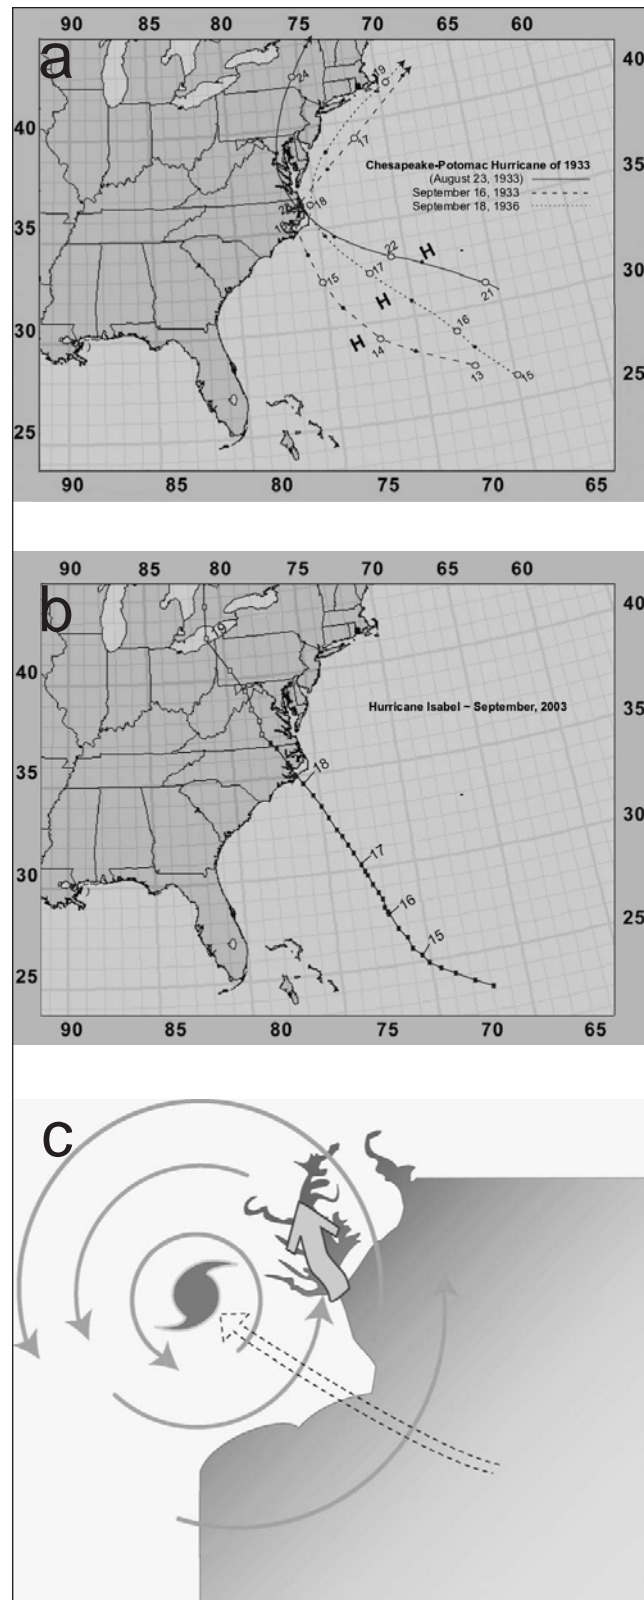 90 85 80 75 70 65 60
a
40
35
30
25
40
35
30
25
24
19
17
Chesapeake-Potomac Hurricane of 1933
(August 23, 1933)
September 16, 1933
September 18, 1936
18
16
22
H
17
15
21
H
16
H
14
13
15
90 85 80 75 70 65
90 85 80 75 70 65 60
b
40
35
30
25
40
35
30
25
19
Hurricane Isabel ~ September, 2003
18
17
16
15
90 85 80 75 70 65
c